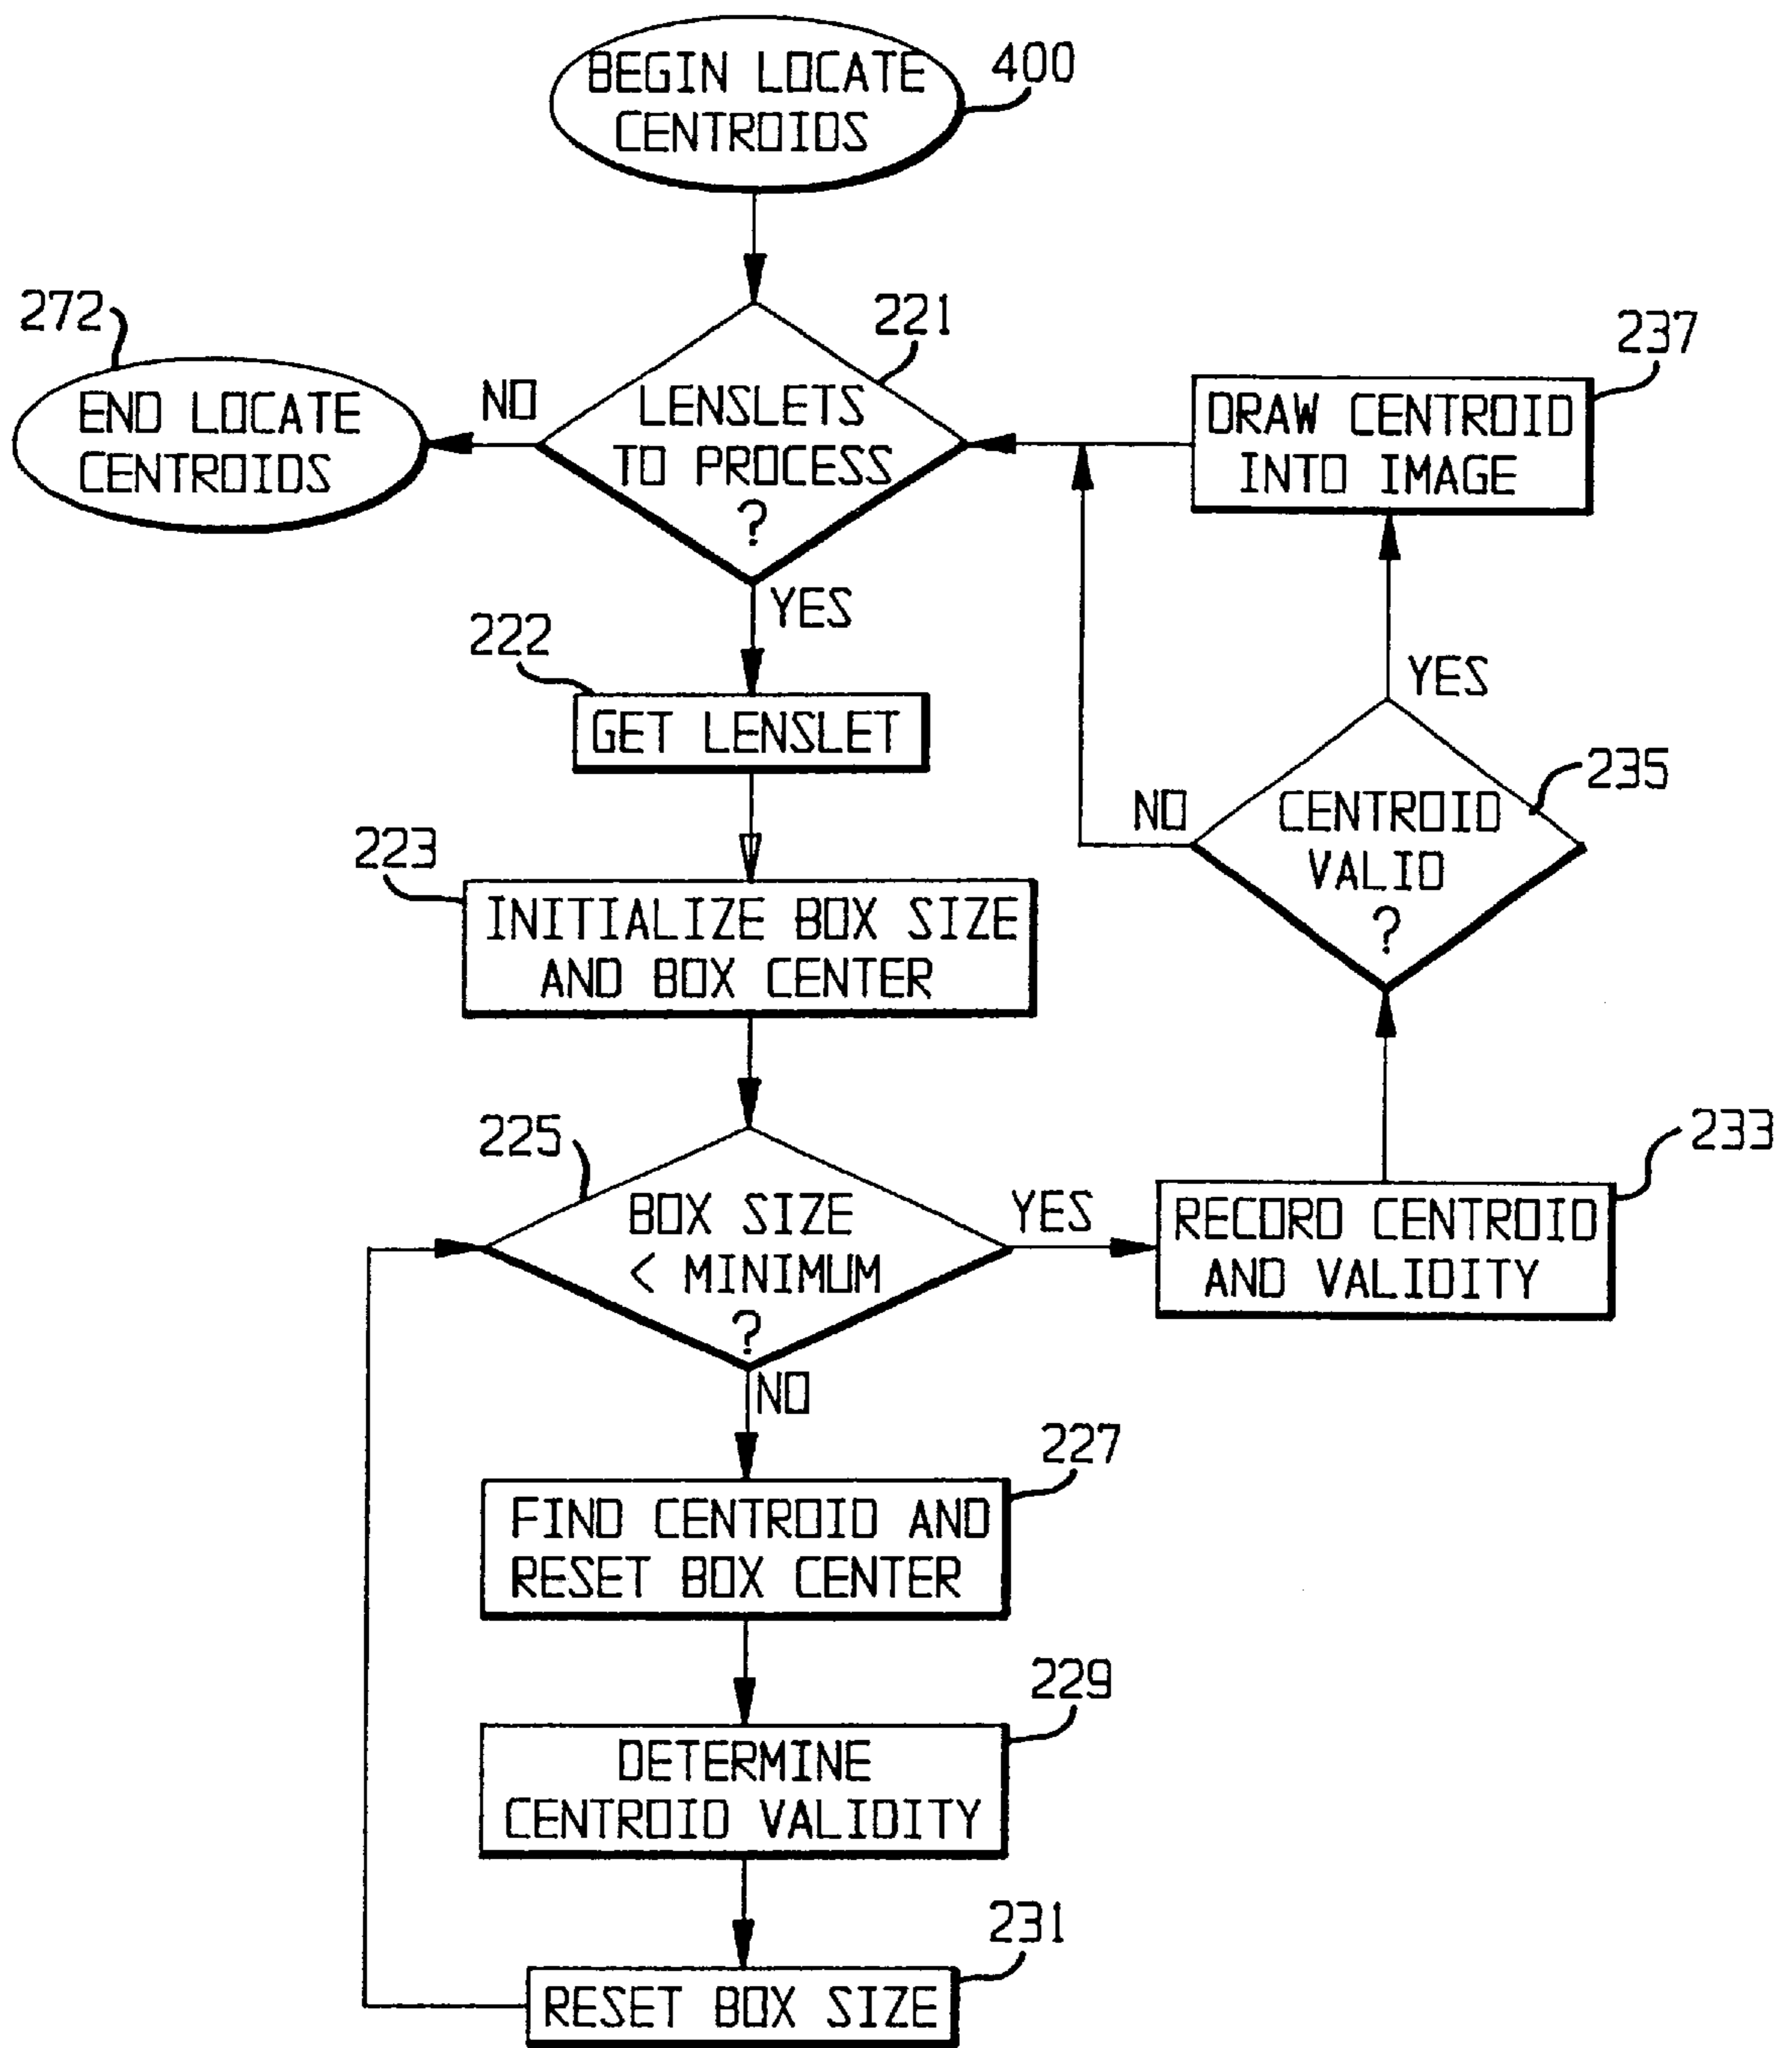 BEGIN LOCATE
CENTROIDS
400
272
END LOCATE
CENTROIDS
NO
221
LENSLETS
TO PROCESS
?
YES
237
DRAW CENTROID
INTO IMAGE
222
GET LENSLET
YES
235
NO
CENTROID
VALID
?
223
INITIALIZE BOX SIZE
AND BOX CENTER
225
BOX SIZE
< MINIMUM
?
YES
NO
233
RECORD CENTROID
AND VALIDITY
227
FIND CENTROID AND
RESET BOX CENTER
229
DETERMINE
CENTROID VALIDITY
231
RESET BOX SIZE